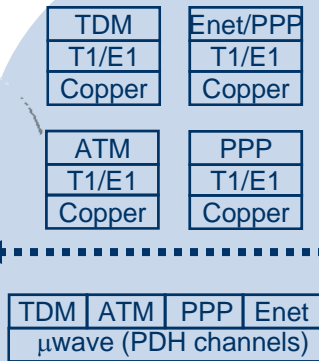 TDM
T1/E1
Copper
Enet/PPP
T1/E1
Copper
ATM
T1/E1
Copper
PPP
T1/E1
Copper
TDM ATM PPP Enet
μwave (PDH channels)